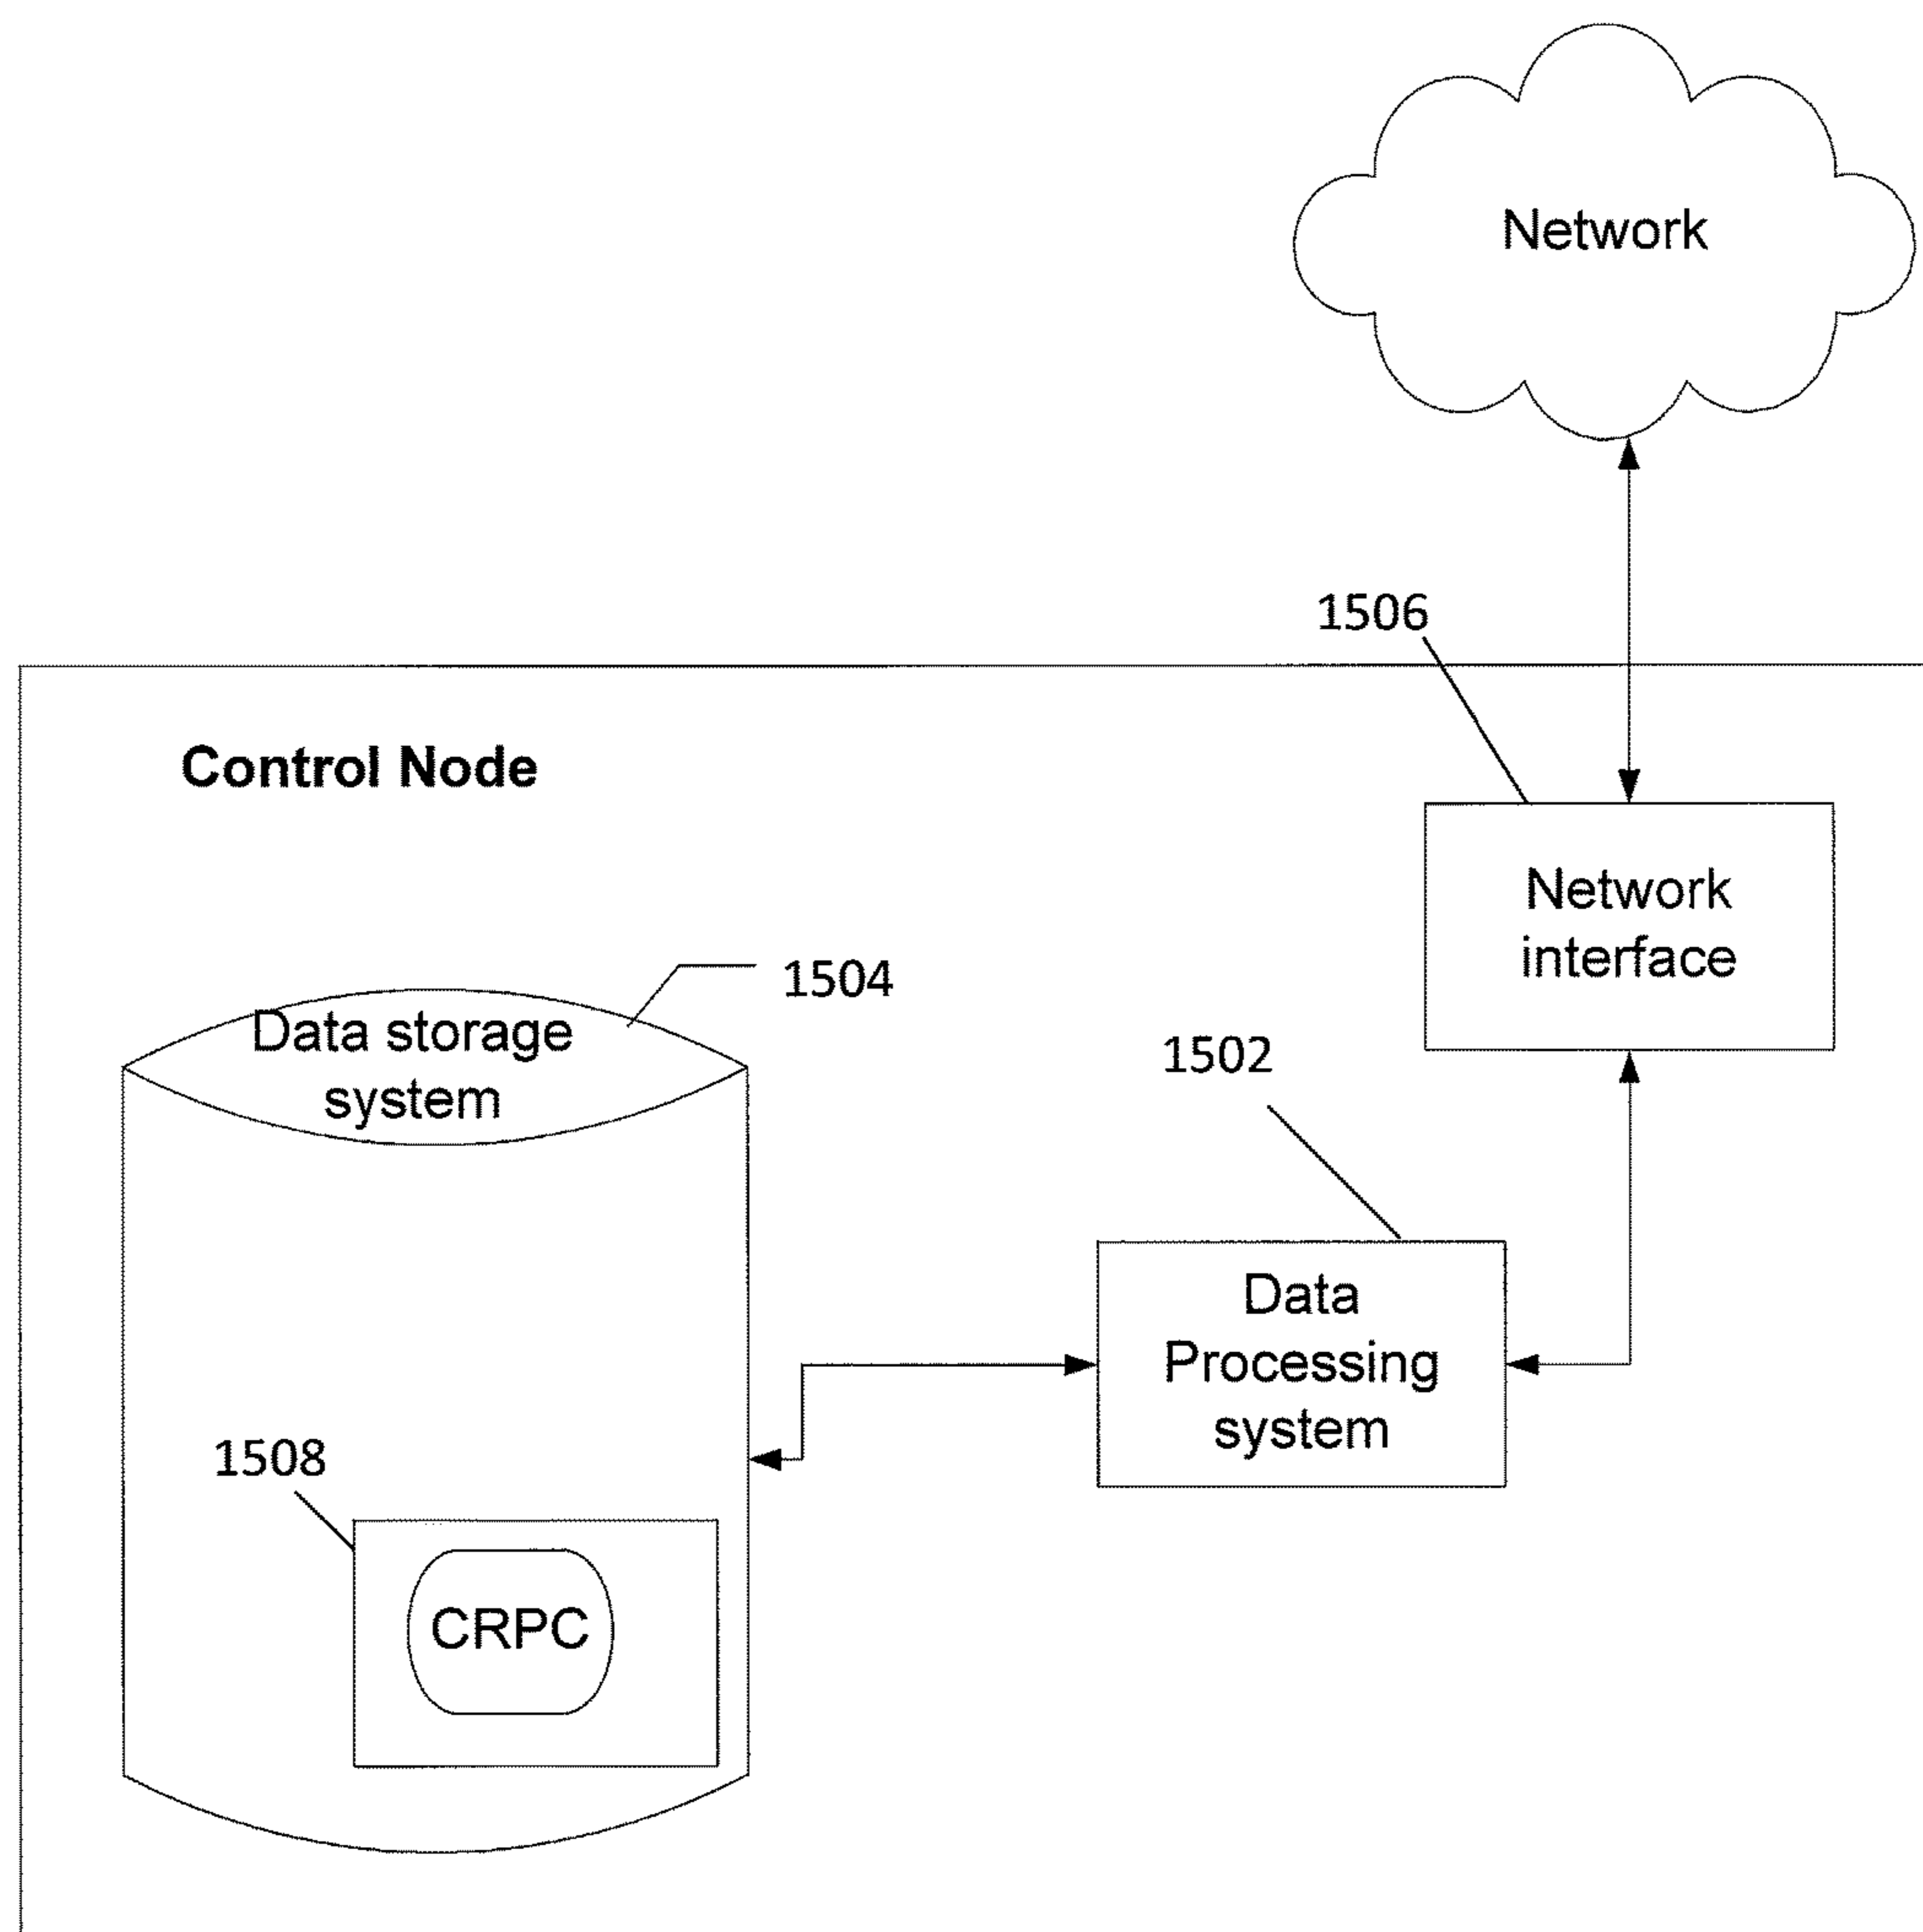 Network
1506
Control Node
Network
interface
1504
Data storage
system
1502
Data
Processing
system
1508
CRPC